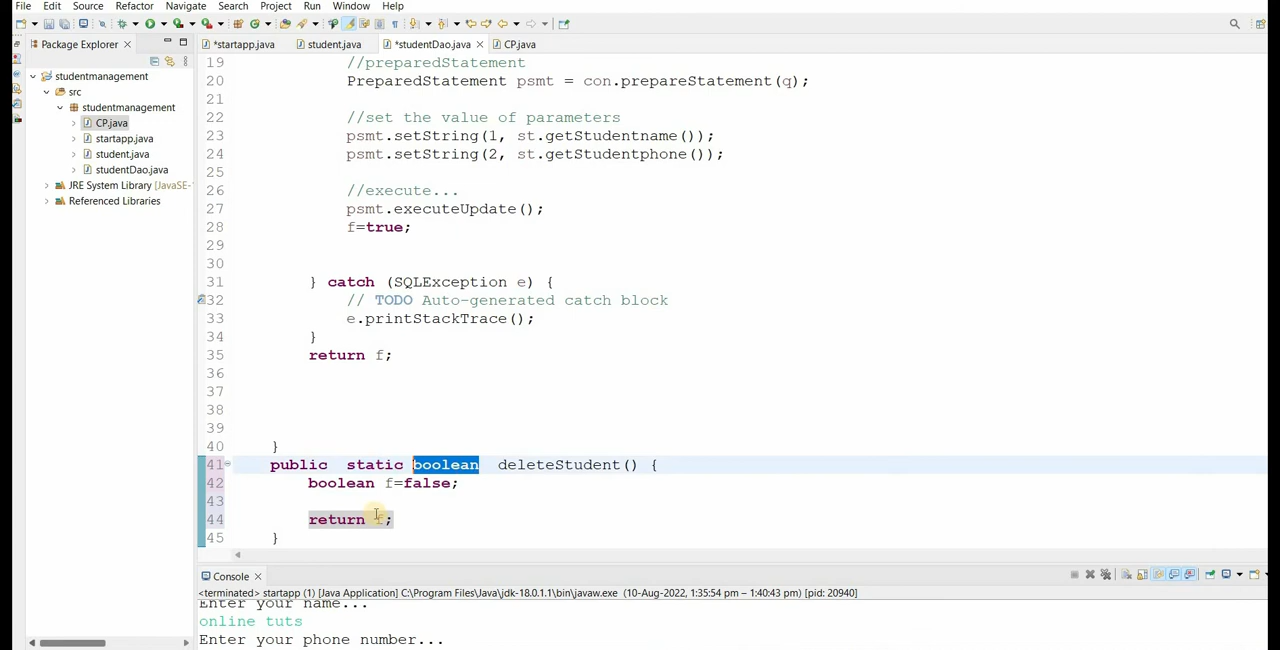 File Edit Source Refactor Navigate Search Project Run Window Help
Package Explorer
*startapp.java student.java *studentDao.java CP.java
studentmanagement
src
studentmanagement
CP.java
startapp.java
student.java
studentDao.java
JRE System Library [JavaSE-
Referenced Libraries
19 //preparedStatement
20 PreparedStatement psmt = con.prepareStatement(q);
21
22 //set the value of parameters
23 psmt.setString(1, st.getStudentname());
24 psmt.setString(2, st.getStudentphone());
25
26 //execute...
27 psmt.executeUpdate();
28 f=true;
29
30
31 } catch (SQLException e) {
32 // TODO Auto-generated catch block
33 e.printStackTrace();
34 }
35 return f;
36
37
38
39
40 }
41 public static boolean deleteStudent() {
42 boolean f=false;
43
44 return f;
45 }
Console
<terminated> startapp (1) [Java Application] C:\Program Files\Java\jdk-18.0.1.1\bin\javaw.exe (10-Aug-2022, 1:35:54 pm – 1:40:43 pm) [pid: 20940]
Enter your name...
online tuts
Enter your phone number...